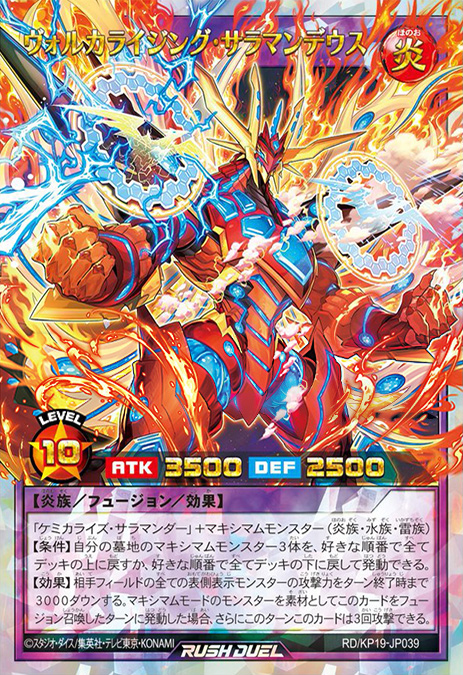 ヴォルカライジング・サラマンデウス
ほのお
炎
LEVEL
10
ATK 3500 DEF 2500
【炎族/フュージョン/効果】
「ケミカライズ・サラマンダー」+マキシマムモンスター(炎族・水族・雷族)
【条件】自分の墓地のマキシマムモンスター3体を、好きな順番で全て
デッキの上に戻すか、好きな順番で全てデッキの下に戻して発動できる。
【効果】相手フィールドの全ての表側表示モンスターの攻撃力をターン終了時まで
3000ダウンする。マキシマムモードのモンスターを素材としてこのカードをフュー
ジョン召喚したターンに発動した場合、さらにこのターンこのカードは3回攻撃できる。
©スタジオ・ダイス/集英社・テレビ東京・KONAMI
RUSH DUEL
RD/KP19-JP039